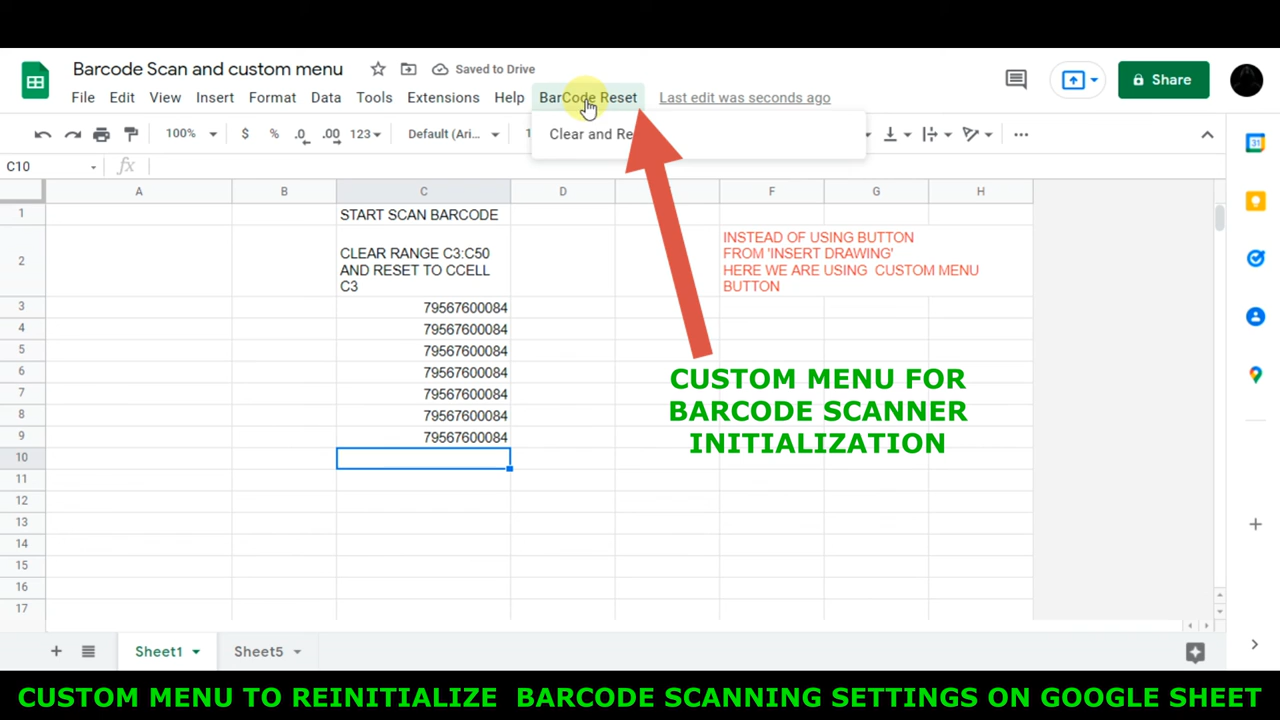 Barcode Scan and custom menu
Saved to Drive
Share
File Edit View Insert Format Data Tools Extensions Help BarCode Reset Last edit was seconds ago
100% $ % .0 .00 123 Default (Ari...
Clear and
C10 fx
A B C D F G H
1 START SCAN BARCODE
2
CLEAR RANGE C3:C50
AND RESET TO CCELL
C3
INSTEAD OF USING BUTTON
FROM 'INSERT DRAWING'
HERE WE ARE USING CUSTOM MENU
BUTTON
3 79567600084
4 79567600084
5 79567600084
6 79567600084
7 79567600084
8 79567600084
9 79567600084
10
11
12
13
14
15
16
17
CUSTOM MENU FOR
BARCODE SCANNER
INITIALIZATION
31
Sheet1 Sheet5
CUSTOM MENU TO REINITIALIZE BARCODE SCANNING SETTINGS ON GOOGLE SHEET